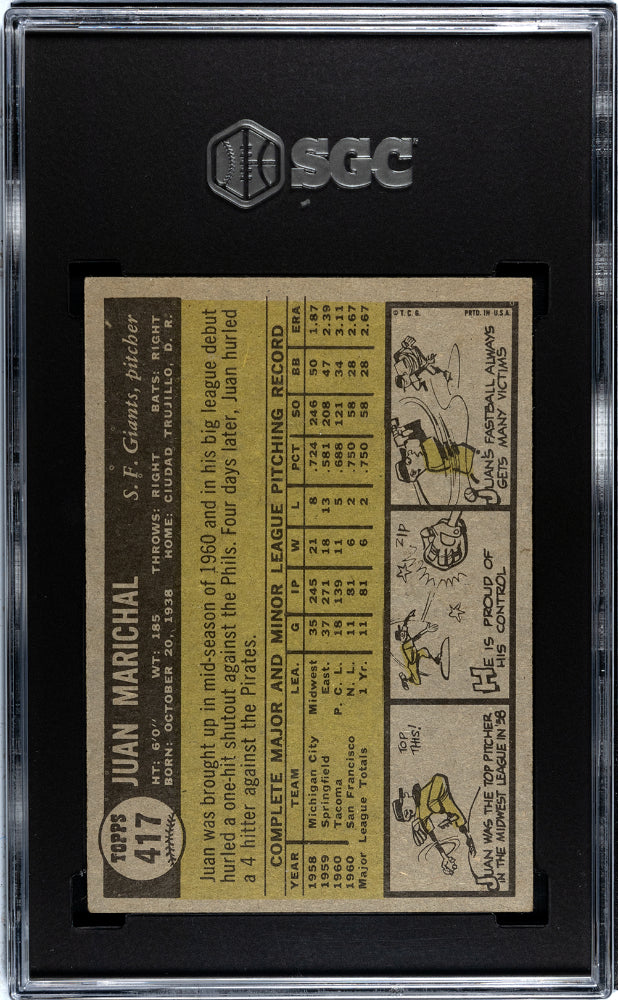 SGC
TOPPS
417
JUAN MARICHAL
S. F. Giants, pitcher
HT: 6'0" WT: 185 THROWS: RIGHT BATS: RIGHT
BORN: OCTOBER 20, 1938 HOME: CIUDAD TRUJILLO, D. R.
Juan was brought up in mid-season of 1960 and in his big league debut
hurled a one-hit shutout against the Phils. Four days later, Juan hurled
a 4 hitter against the Pirates.
COMPLETE MAJOR AND MINOR LEAGUE PITCHING RECORD
YEAR TEAM LEA. G IP W L PCT SO BB ERA
1958 Michigan City Midwest 35 245 21 8 .724 246 50 1.87
1959 Springfield East. 37 271 18 13 .581 208 47 2.39
1960 Tacoma P. C. L. 18 139 11 5 .688 121 34 3.11
1960 San Francisco N. L. 11 81 6 2 .750 58 28 2.67
Major League Totals 1 Yr. 11 81 6 2 .750 58 28 2.67
TOP THIS!
JUAN WAS THE TOP PITCHER
IN THE MIDWEST LEAGUE IN '58
ZIP
HE IS PROUD OF
HIS CONTROL
© T. C. G. PRTD. IN U.S.A.
JUAN'S FASTBALL ALWAYS
GETS MANY VICTIMS